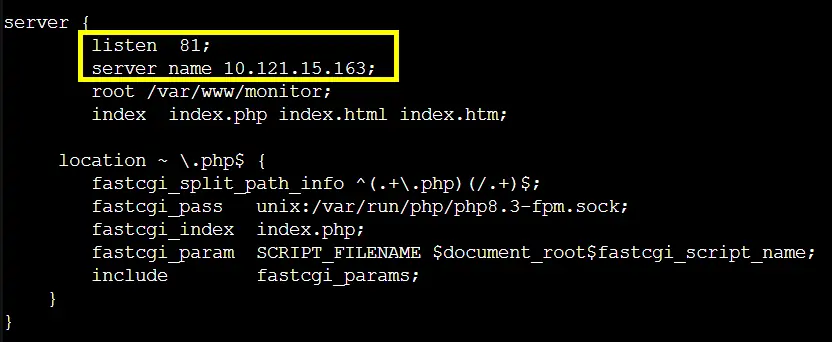 server {
listen  81;
server_name 10.121.15.163;
root /var/www/monitor;
index  index.php index.html index.htm;
location ~ \.php$ {
fastcgi_split_path_info ^(.+\.php)(/.+)$;
fastcgi_pass   unix:/var/run/php/php8.3-fpm.sock;
fastcgi_index  index.php;
fastcgi_param  SCRIPT_FILENAME $document_root$fastcgi_script_name;
include        fastcgi_params;
}
}